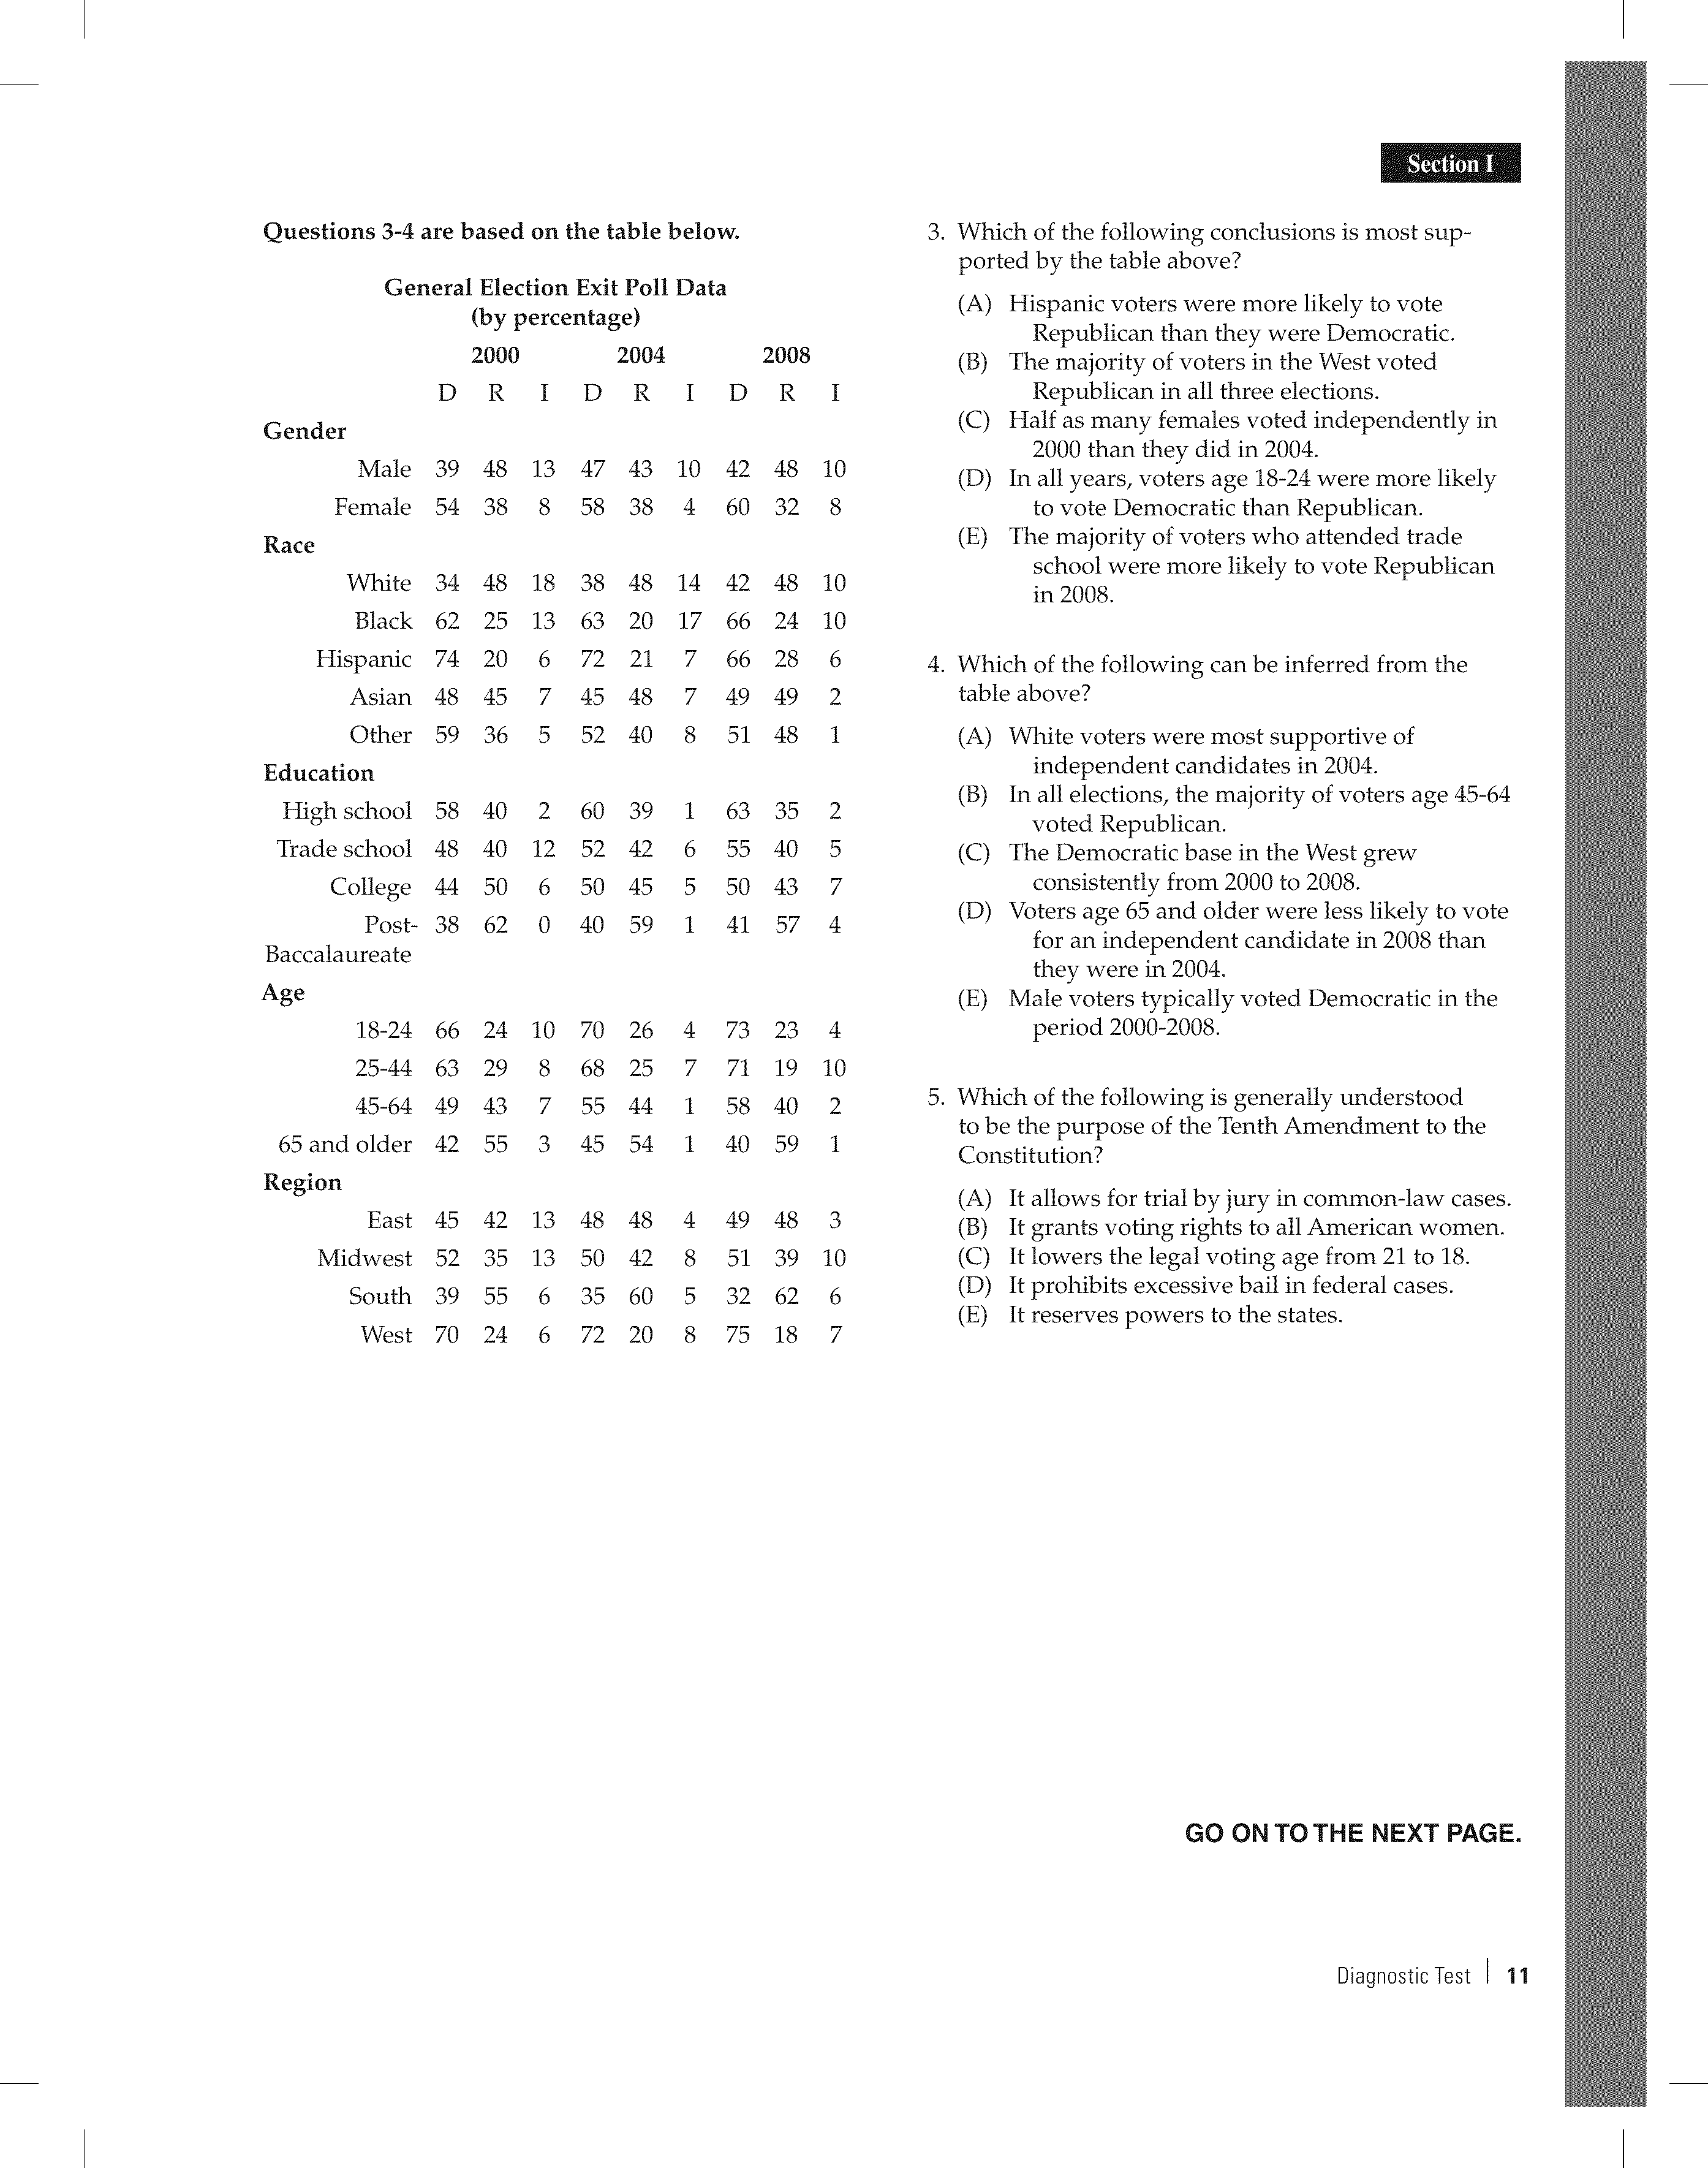 Section I
Questions 3-4 are based on the table below.
General Election Exit Poll Data
(by percentage)
2000 2004 2008
D R I D R I D R I
Gender
Male 39 48 13 47 43 10 42 48 10
Female 54 38 8 58 38 4 60 32 8
Race
White 34 48 18 38 48 14 42 48 10
Black 62 25 13 63 20 17 66 24 10
Hispanic 74 20 6 72 21 7 66 28 6
Asian 48 45 7 45 48 7 49 49 2
Other 59 36 5 52 40 8 51 48 1
Education
High school 58 40 2 60 39 1 63 35 2
Trade school 48 40 12 52 42 6 55 40 5
College 44 50 6 50 45 5 50 43 7
Post- 38 62 0 40 59 1 41 57 4
Baccalaureate
Age
18-24 66 24 10 70 26 4 73 23 4
25-44 63 29 8 68 25 7 71 19 10
45-64 49 43 7 55 44 1 58 40 2
65 and older 42 55 3 45 54 1 40 59 1
Region
East 45 42 13 48 48 4 49 48 3
Midwest 52 35 13 50 42 8 51 39 10
South 39 55 6 35 60 5 32 62 6
West 70 24 6 72 20 8 75 18 7
3. Which of the following conclusions is most sup-
ported by the table above?
(A) Hispanic voters were more likely to vote
Republican than they were Democratic.
(B) The majority of voters in the West voted
Republican in all three elections.
(C) Half as many females voted independently in
2000 than they did in 2004.
(D) In all years, voters age 18-24 were more likely
to vote Democratic than Republican.
(E) The majority of voters who attended trade
school were more likely to vote Republican
in 2008.
4. Which of the following can be inferred from the
table above?
(A) White voters were most supportive of
independent candidates in 2004.
(B) In all elections, the majority of voters age 45-64
voted Republican.
(C) The Democratic base in the West grew
consistently from 2000 to 2008.
(D) Voters age 65 and older were less likely to vote
for an independent candidate in 2008 than
they were in 2004.
(E) Male voters typically voted Democratic in the
period 2000-2008.
5. Which of the following is generally understood
to be the purpose of the Tenth Amendment to the
Constitution?
(A) It allows for trial by jury in common-law cases.
(B) It grants voting rights to all American women.
(C) It lowers the legal voting age from 21 to 18.
(D) It prohibits excessive bail in federal cases.
(E) It reserves powers to the states.
GO ON TO THE NEXT PAGE.
Diagnostic Test | 11